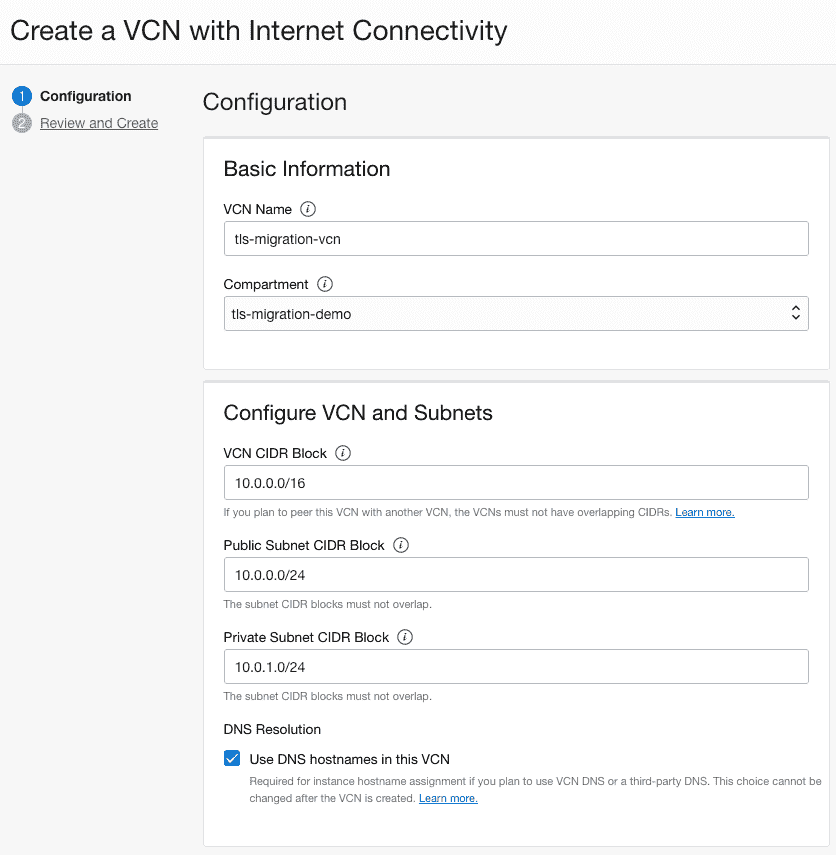 Create a VCN with Internet Connectivity
1 Configuration
2 Review and Create
Configuration
Basic Information
VCN Name i
tls-migration-vcn
Compartment i
tls-migration-demo
Configure VCN and Subnets
VCN CIDR Block i
10.0.0.0/16
If you plan to peer this VCN with another VCN, the VCNs must not have overlapping CIDRs. Learn more.
Public Subnet CIDR Block i
10.0.0.0/24
The subnet CIDR blocks must not overlap.
Private Subnet CIDR Block i
10.0.1.0/24
The subnet CIDR blocks must not overlap.
DNS Resolution
Use DNS hostnames in this VCN
Required for instance hostname assignment if you plan to use VCN DNS or a third-party DNS. This choice cannot be
changed after the VCN is created. Learn more.